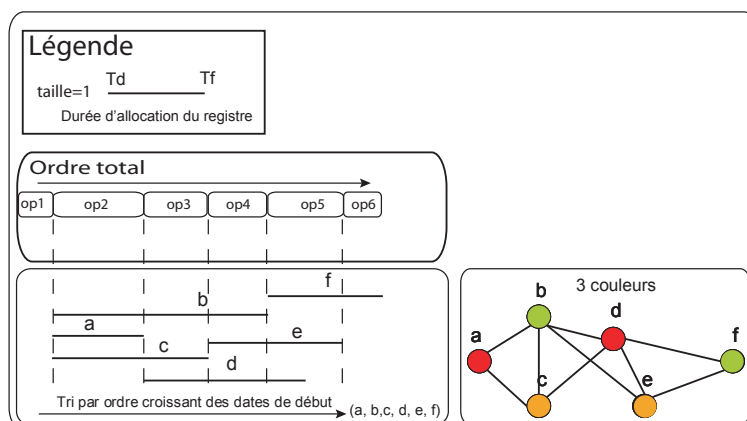 Légende
Td Tf
taille=1
Durée d'allocation du registre
Ordre total
op1 op2 op3 op4 op5 op6
f
b
a
e
c
d
Tri par ordre croissant des dates de début (a, b,c, d, e, f)
3 couleurs
b
d
a
f
c
e